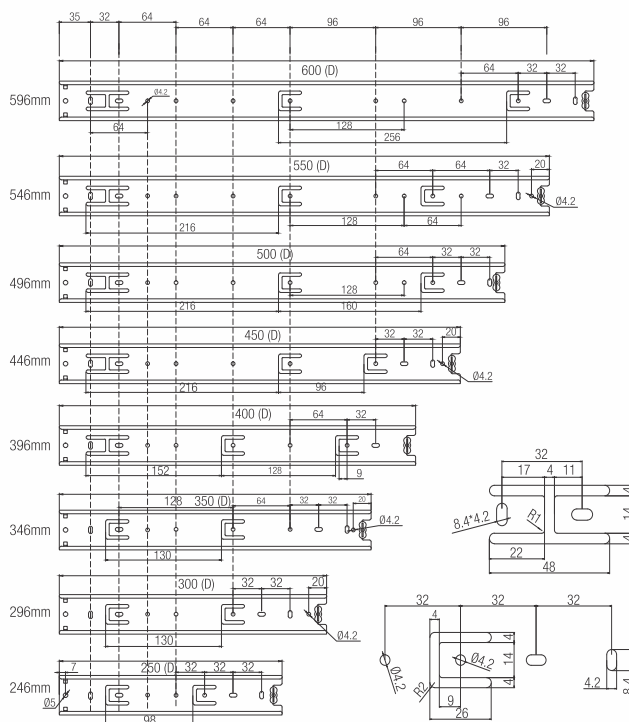 35 32 64 64 64 96 96 96
600 (D)
64 32 32
596mm
Ø4.2
64
128
256
550 (D)
64 64 32 20
546mm
Ø4.2
128 64
216
500 (D)
64 32 32
496mm
128
216 160
450 (D)
32 32 20
446mm
Ø4.2
216 96
400 (D)
64 32
396mm
152 128 9
128 350 (D) 64 32 32 20
346mm
Ø4.2
130
300 (D)
32 32 20
296mm
Ø4.2
130
7 250 (D) 32 32 32
246mm
Ø5
98
32
17 4 11
8.4*4.2
R1
4
14
4
22
48
32 32 32
4
4
14
4
Ø4.2
Ø4.2
R2
9
26
4.2
8.4